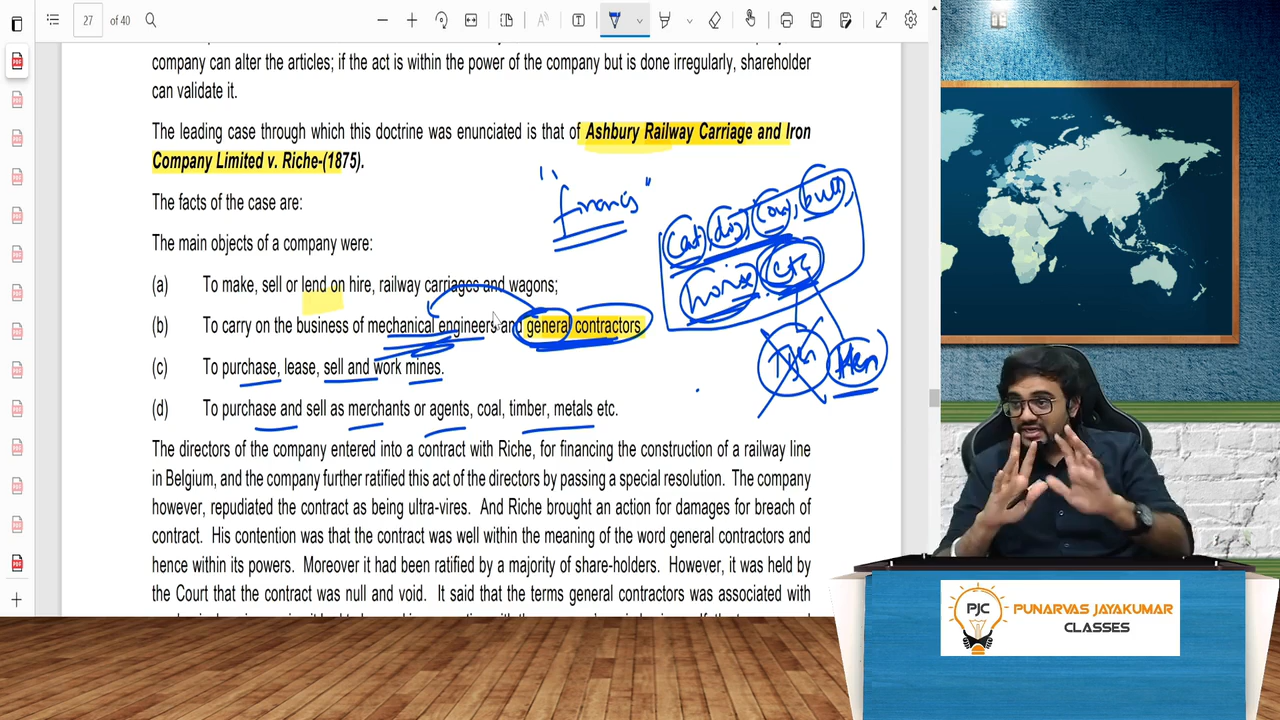 27 of 40
company can alter the articles; if the act is within the power of the company but is done irregularly, shareholder
can validate it.
The leading case through which this doctrine was enunciated is that of Ashbury Railway Carriage and Iron
Company Limited v. Riche-(1875).
The facts of the case are:
"financis"
cat, dog, cow, bull,
horse etc
The main objects of a company were:
(a) To make, sell or lend on hire, railway carriages and wagons;
(b) To carry on the business of mechanical engineers and general contractors.
Hen
(c) To purchase, lease, sell and work mines.
(d) To purchase and sell as merchants or agents, coal, timber, metals etc.
The directors of the company entered into a contract with Riche, for financing the construction of a railway line
in Belgium, and the company further ratified this act of the directors by passing a special resolution. The company
however, repudiated the contract as being ultra-vires. And Riche brought an action for damages for breach of
contract. His contention was that the contract was well within the meaning of the word general contractors and
hence within its powers. Moreover it had been ratified by a majority of share-holders. However, it was held by
the Court that the contract was null and void. It said that the terms general contractors was associated with
PJC PUNARVAS JAYAKUMAR
CLASSES